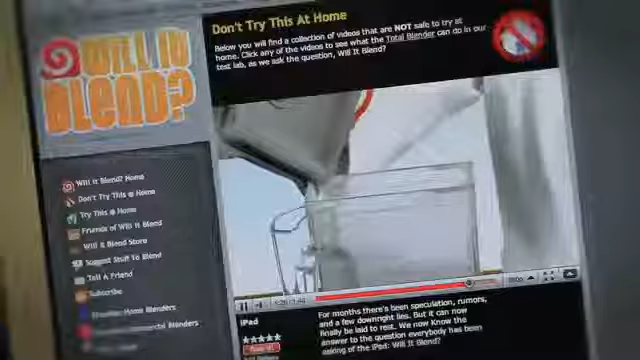 WILL IT
BLEND?
Don't Try This At Home
Below you will find a collection of videos that are NOT safe to try at
home. Click any of the videos to see what the Total Blender can do in our
test lab, as we ask the question, Will It Blend?
Will It Blend? Home
Don't Try This @ Home
Try This @ Home
Friends of Will It Blend
Will It Blend Store
Suggest Stuff To Blend
Tell A Friend
Subscribe
Home Blenders
Blenders
iPad
For months there's been speculation, rumors,
and a few downright lies. But it can now
finally be laid to rest. We now Know the
answer to the question everybody has been
asking of the iPad: Will It Blend?